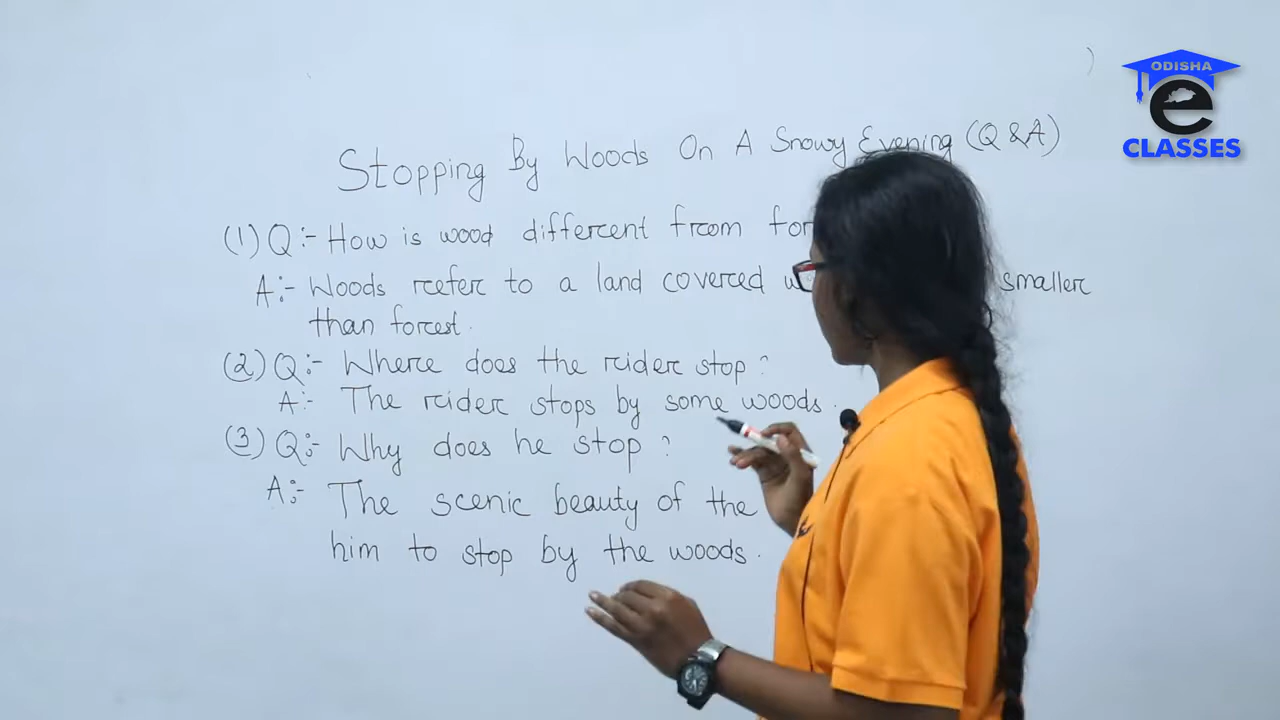 ODISHA
e
CLASSES
Stopping By Woods On A Snowy Evening (Q & A)
(1) Q:- How is wood different from
A:- Woods refer to a land covered smaller
than forest.
(2) Q:- Where does the rider stop?
A:- The rider stops by some woods.
(3) Q:- Why does he stop?
A:- The scenic beauty of the
him to stop by the woods.